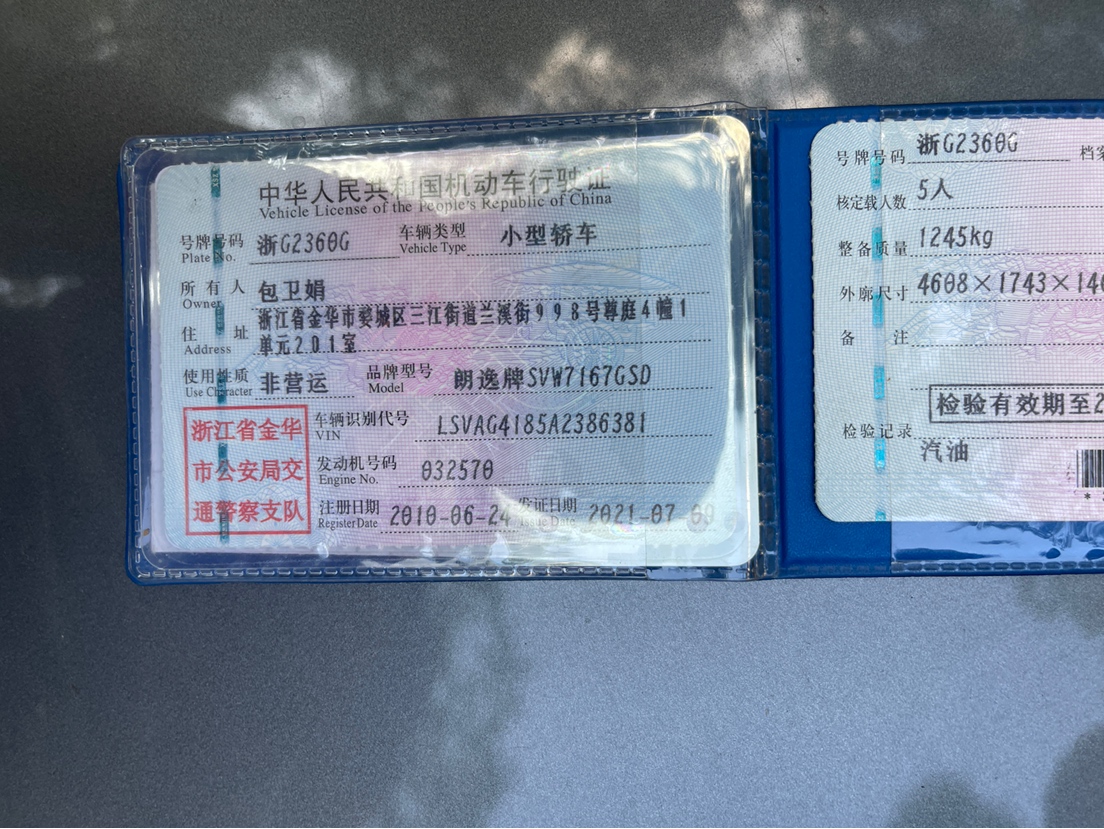 中华人民共和国机动车行驶证
Vehicle License of the People's Republic of China
号牌号码 浙G2360G 车辆类型 小型轿车
Plate No. Vehicle Type
所有人 包卫娟
Owner
住址 浙江省金华市婺城区三江街道兰溪街998号尊庭4幢1
Address 单元201室
使用性质 非营运 品牌型号 朗逸牌SVW7167GSD
Use Character Model
浙江省金华
市公安局交
通警察支队
车辆识别代号 LSVAG4185A2386381
VIN
发动机号码 032570
Engine No.
注册日期 2010-06-24 发证日期 2021-07-09
Register Date Issue Date
号牌号码 浙G2360G 档案
核定载人数 5人
整备质量 1245kg
外廓尺寸 4608×1743×146
备注
检验有效期至2
检验记录
汽油